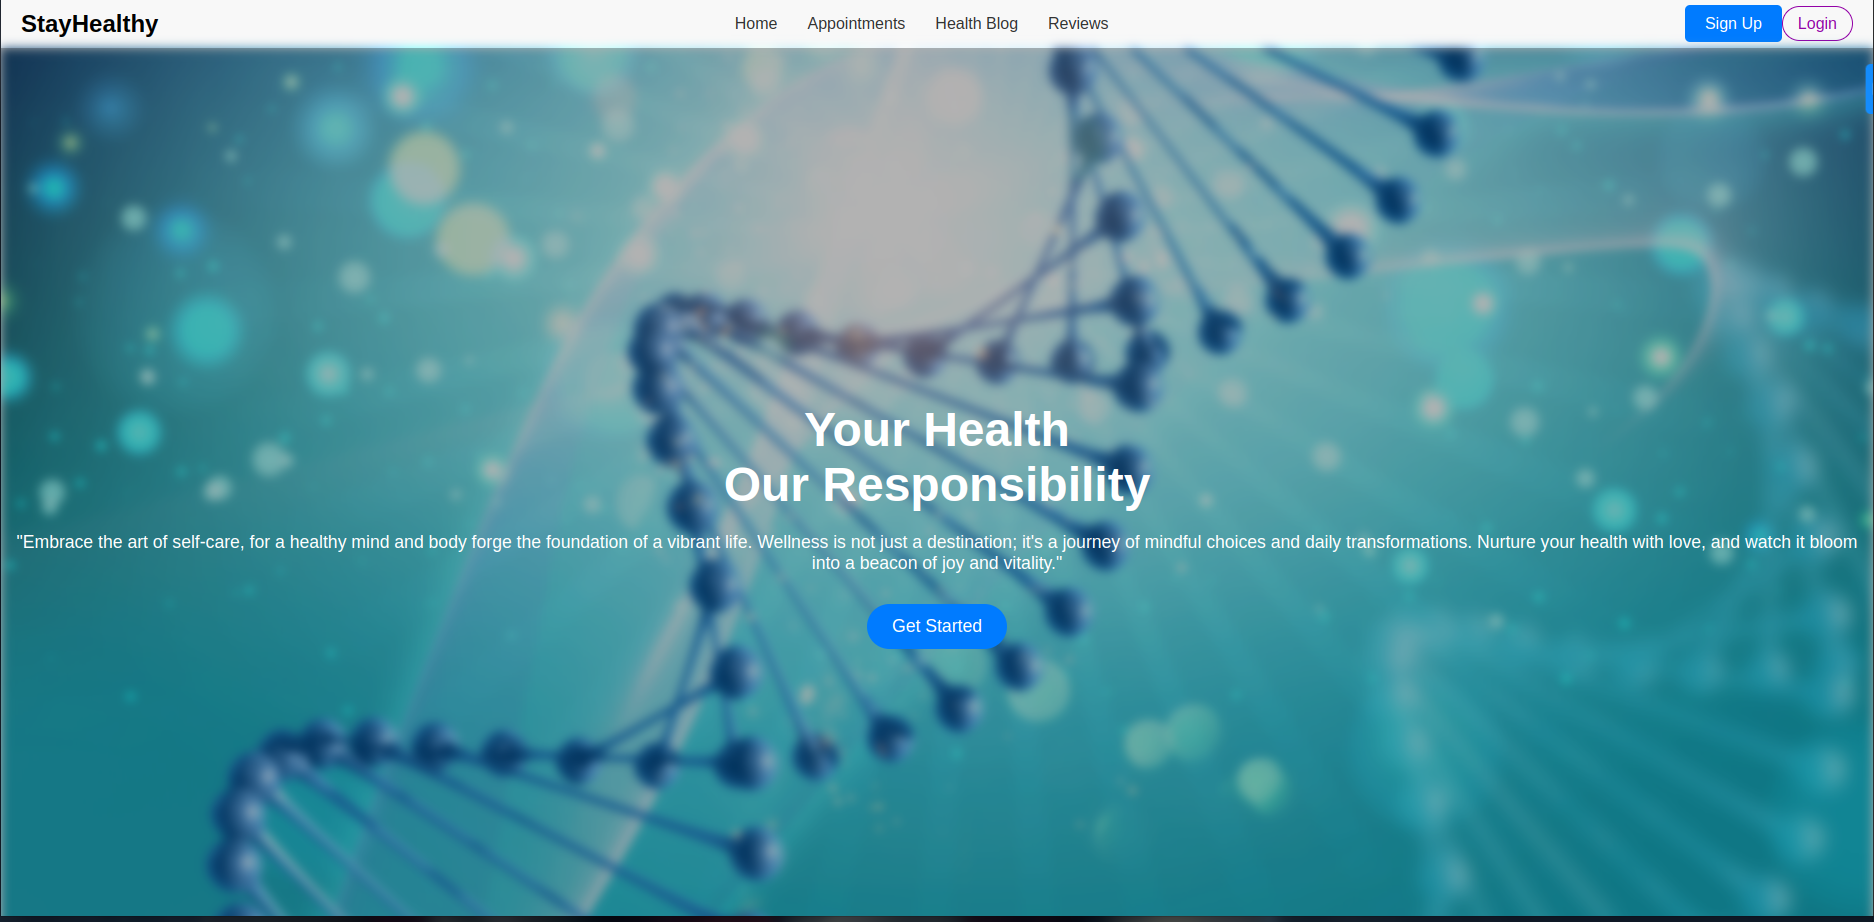 StayHealthy
Home Appointments Health Blog Reviews
Sign Up Login
Your Health
Our Responsibility
"Embrace the art of self-care, for a healthy mind and body forge the foundation of a vibrant life. Wellness is not just a destination; it's a journey of mindful choices and daily transformations. Nurture your health with love, and watch it bloom
into a beacon of joy and vitality."
Get Started